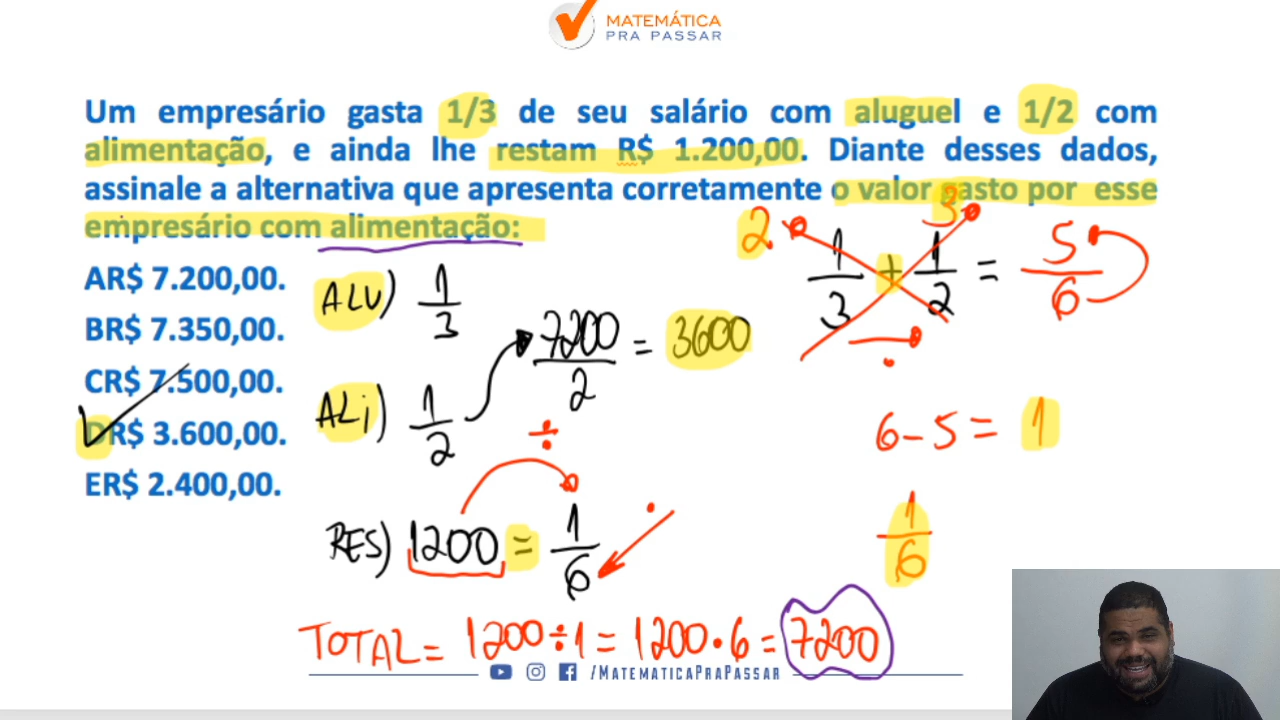 MATEMÁTICA
PRA PASSAR
Um empresário gasta 1/3 de seu salário com aluguel e 1/2 com
alimentação, e ainda lhe restam R$ 1.200,00. Diante desses dados,
assinale a alternativa que apresenta corretamente o valor gasto por esse
empresário com alimentação:
AR$ 7.200,00.
BR$ 7.350,00.
CR$ 7.500,00.
DR$ 3.600,00.
ER$ 2.400,00.
ALU) 1/3
ALi) 1/2
7200/2 = 3600
÷
RES) 1200 = 1/6
TOTAL = 1200 ÷ 1 = 1200 · 6 = 7200
2 3
1/3 + 1/2 = 5/6
6 - 5 = 1
1/6
/MatematicaPraPassar